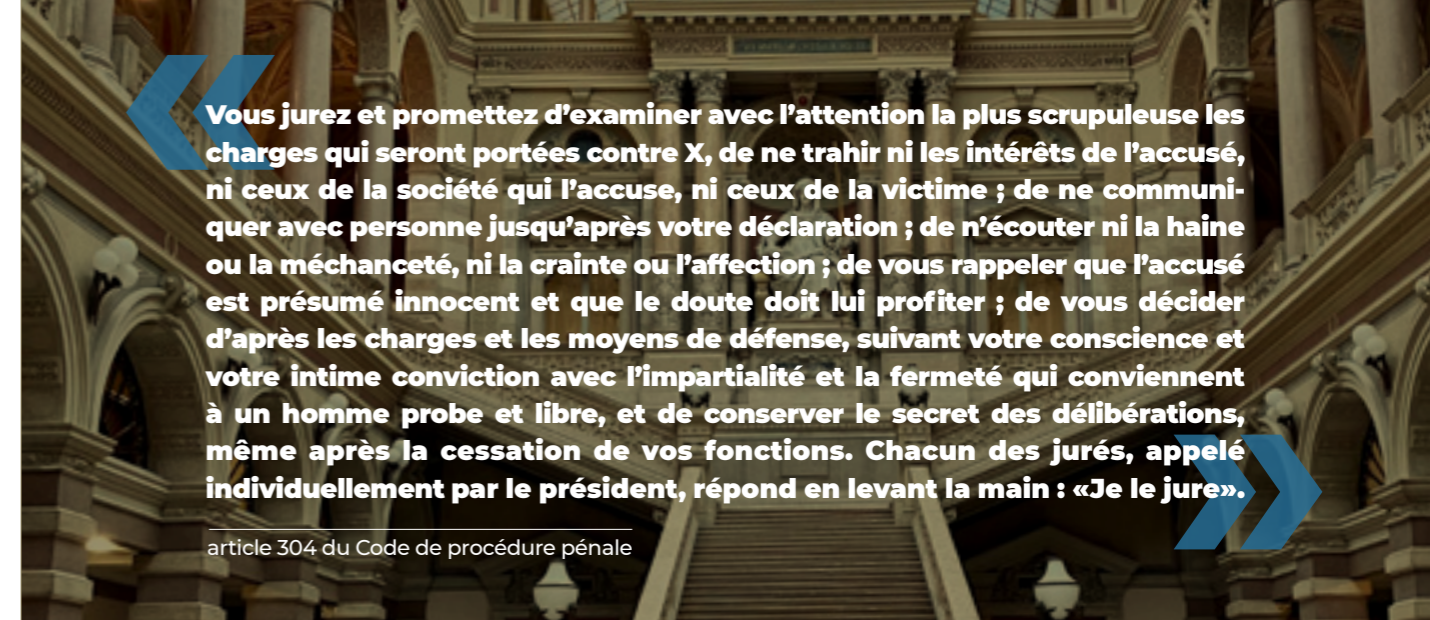 Vous jurez et promettez d’examiner avec l’attention la plus scrupuleuse les
charges qui seront portées contre X, de ne trahir ni les intérêts de l’accusé,
ni ceux de la société qui l’accuse, ni ceux de la victime ; de ne communi-
quer avec personne jusqu’après votre déclaration ; de n’écouter ni la haine
ou la méchanceté, ni la crainte ou l’affection ; de vous rappeler que l’accusé
est présumé innocent et que le doute doit lui profiter ; de vous décider
d’après les charges et les moyens de défense, suivant votre conscience et
votre intime conviction avec l’impartialité et la fermeté qui conviennent
à un homme probe et libre, et de conserver le secret des délibérations,
même après la cessation de vos fonctions. Chacun des jurés, appelé
individuellement par le président, répond en levant la main : «Je le jure».
article 304 du Code de procédure pénale